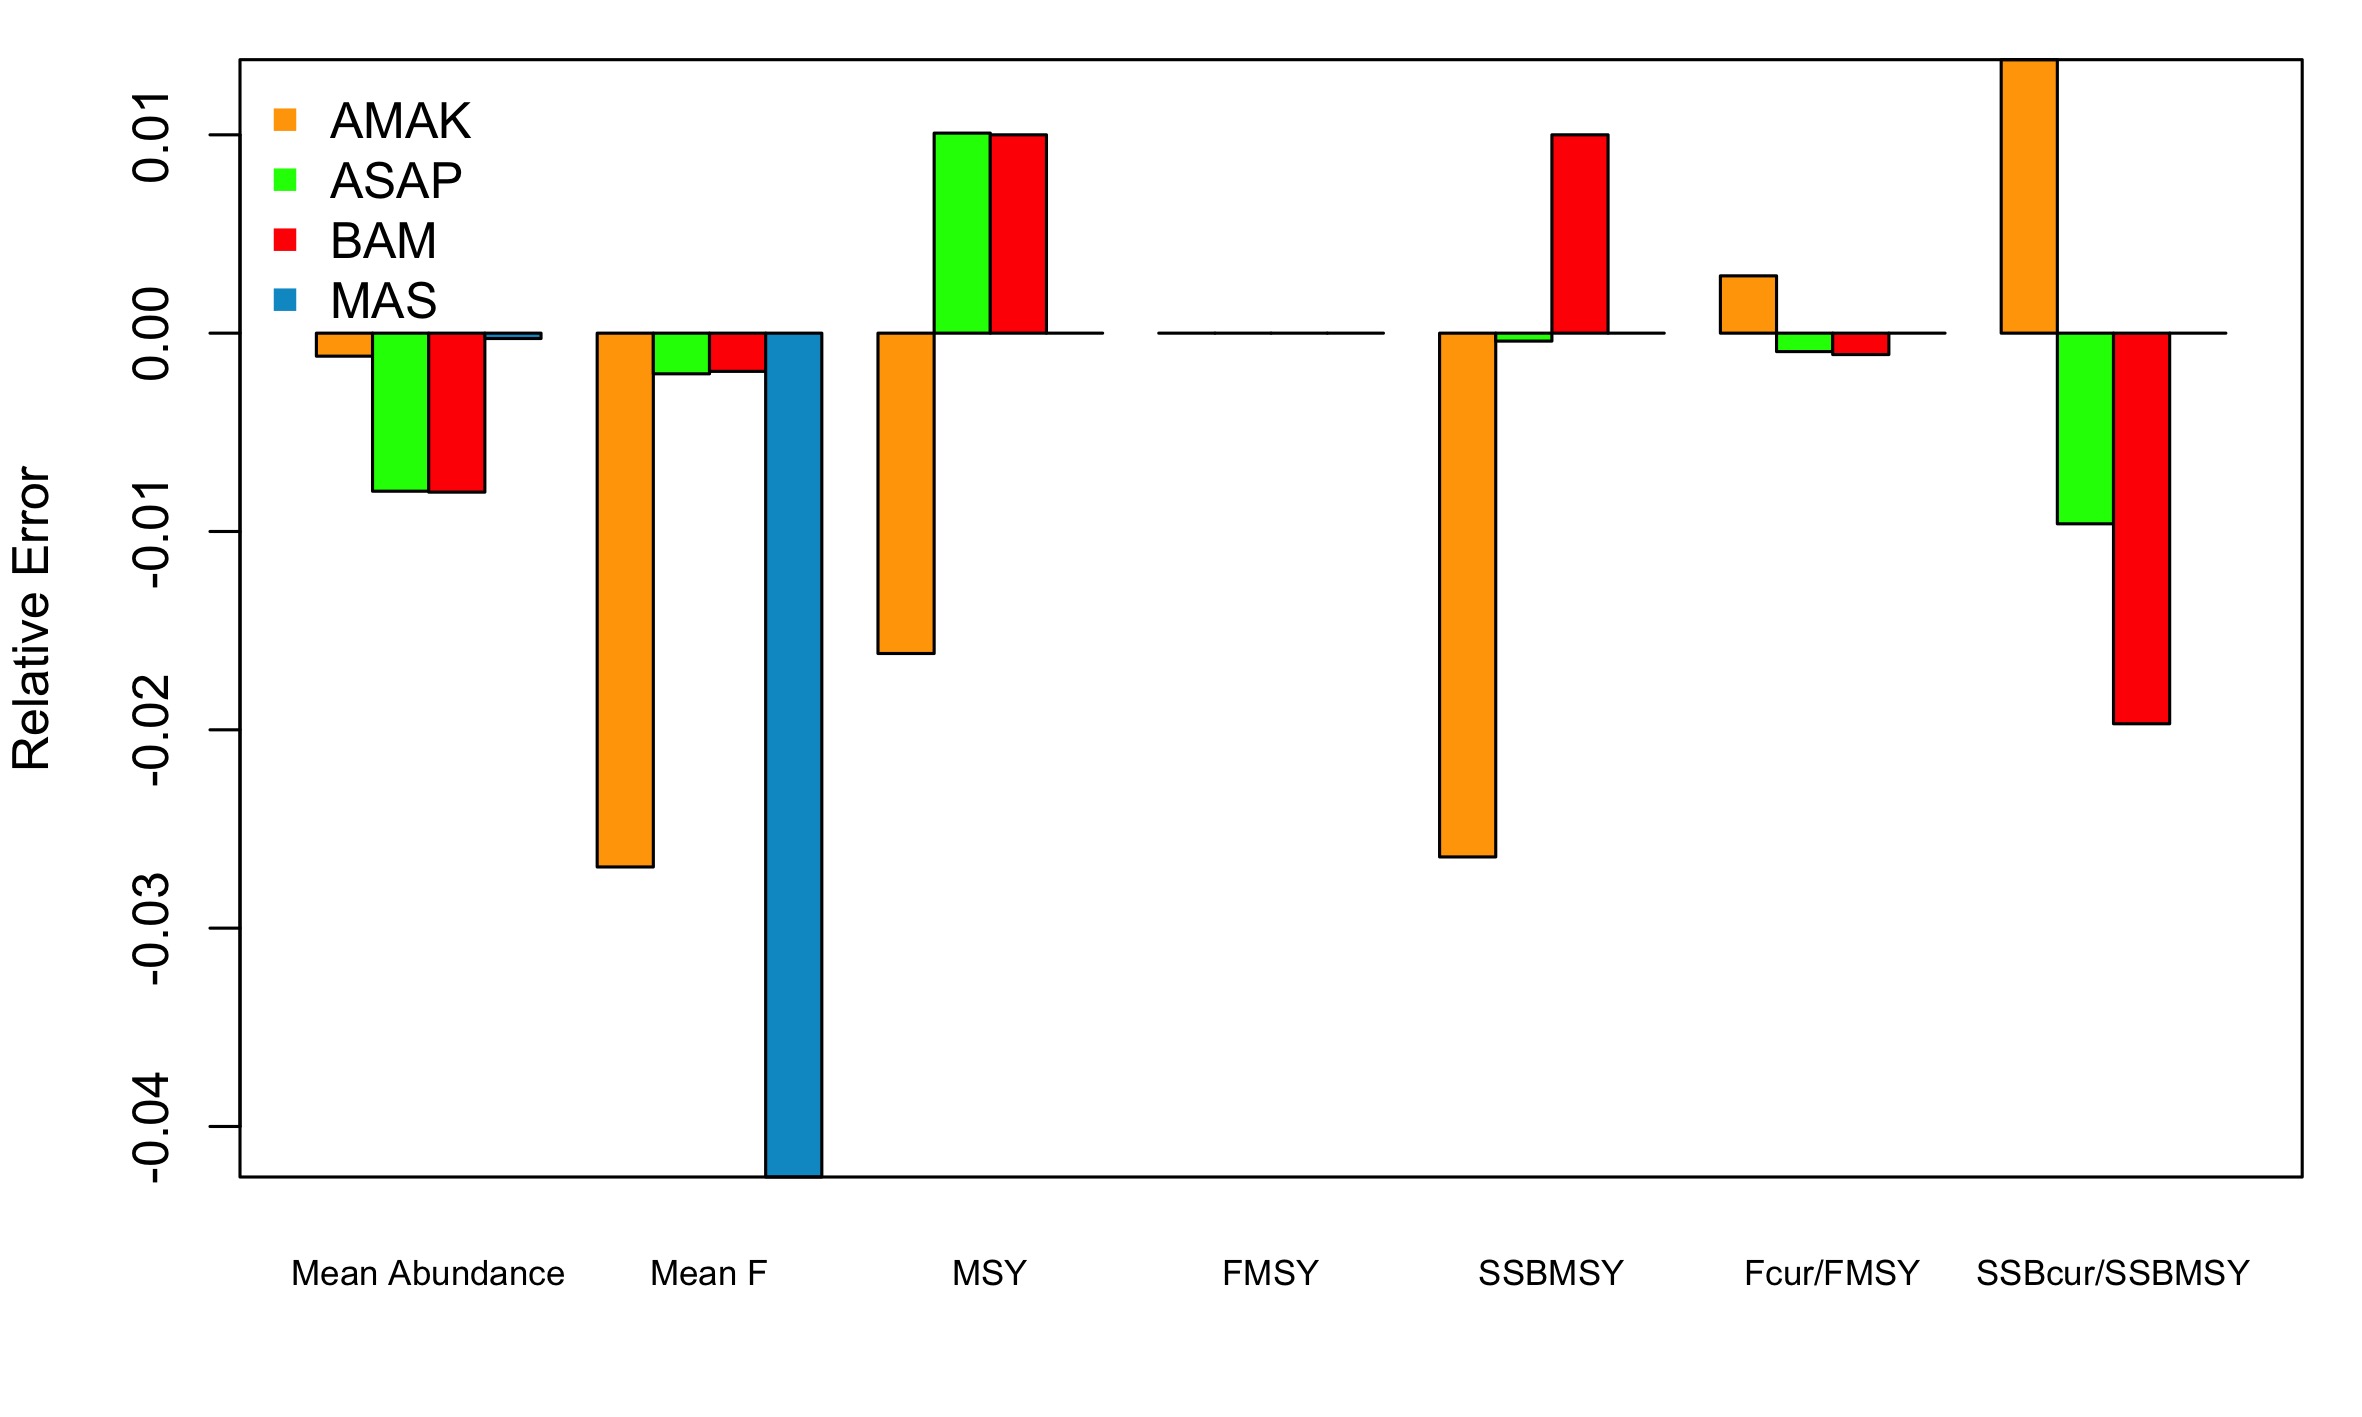 AMAK
ASAP
BAM
MAS
0.01
0.00
-0.01
-0.02
-0.03
-0.04
Relative Error
Mean Abundance
Mean F
MSY
FMSY
SSBMSY
Fcur/FMSY
SSBcur/SSBMSY